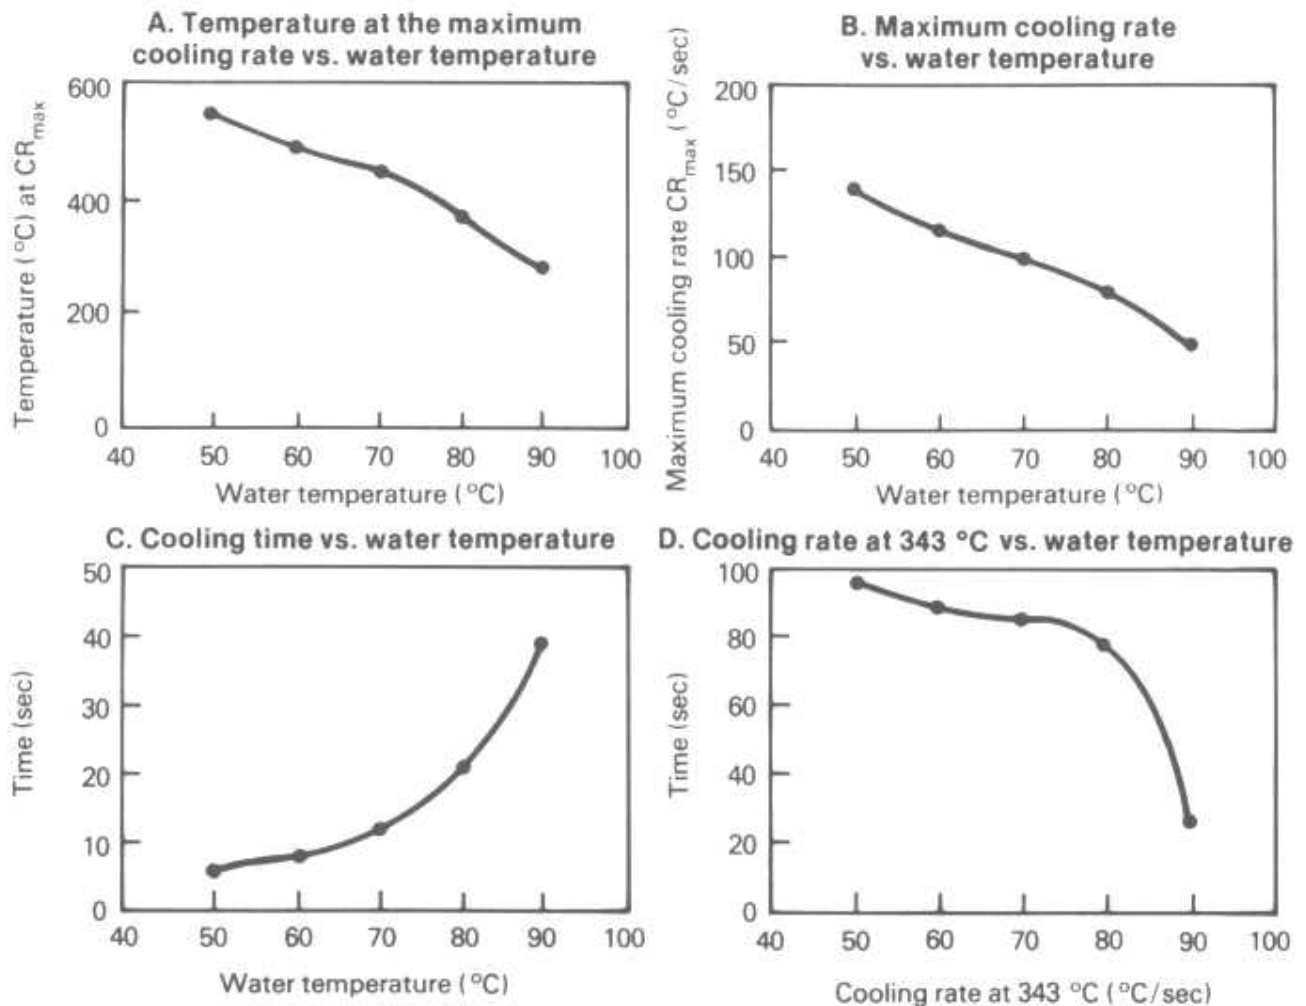 A. Temperature at the maximum
cooling rate vs. water temperature
Temperature (°C) at CRmax
600
400
200
0
40 50 60 70 80 90 100
Water temperature (°C)
B. Maximum cooling rate
vs. water temperature
Maximum cooling rate CRmax (°C/sec)
200
150
100
50
0
40 50 60 70 80 90 100
Water temperature (°C)
C. Cooling time vs. water temperature
Time (sec)
50
40
30
20
10
0
40 50 60 70 80 90 100
Water temperature (°C)
D. Cooling rate at 343 °C vs. water temperature
Time (sec)
100
80
60
40
20
0
40 50 60 70 80 90 100
Cooling rate at 343 °C (°C/sec)